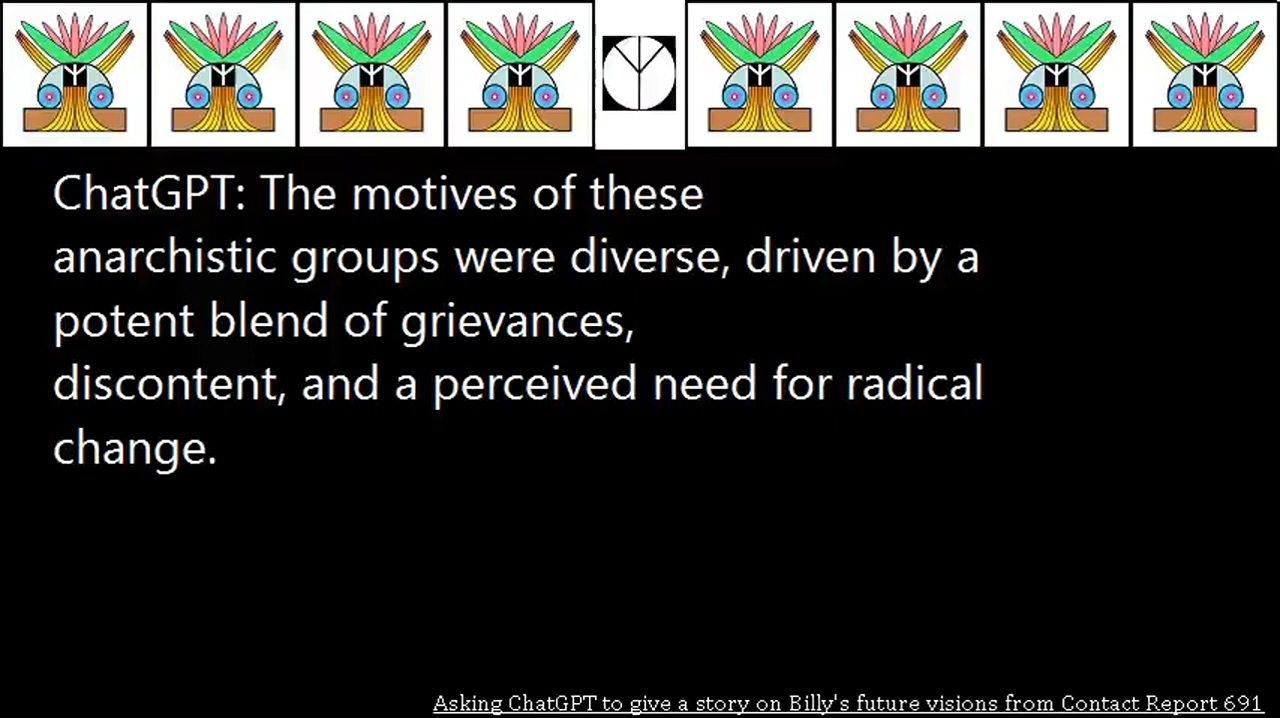 ChatGPT: The motives of these
anarchistic groups were diverse, driven by a
potent blend of grievances,
discontent, and a perceived need for radical
change.
Asking ChatGPT to give a story on Billy's future visions from Contact Report 691